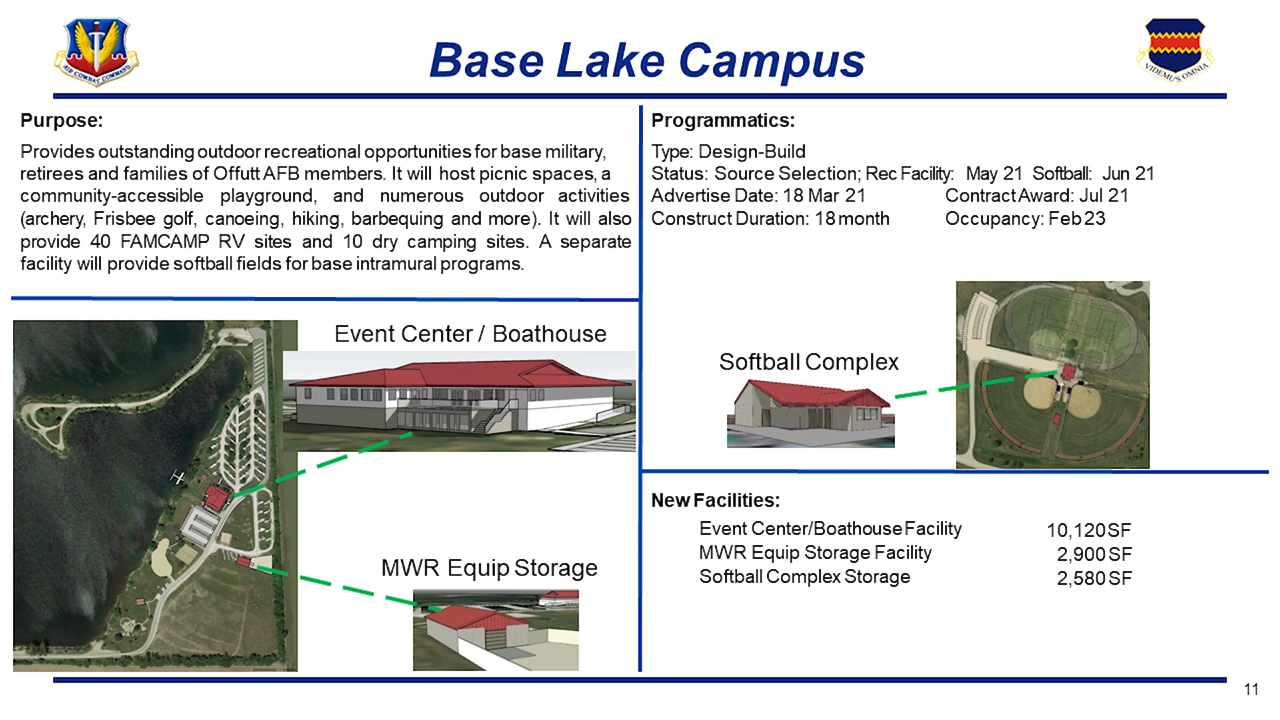 Base Lake Campus
AIR COMBAT COMMAND
VIDEMUS OMNIA
Purpose:
Provides outstanding outdoor recreational opportunities for base military,
retirees and families of Offutt AFB members. It will host picnic spaces, a
community-accessible playground, and numerous outdoor activities
(archery, Frisbee golf, canoeing, hiking, barbequing and more). It will also
provide 40 FAMCAMP RV sites and 10 dry camping sites. A separate
facility will provide softball fields for base intramural programs.
Programmatics:
Type: Design-Build
Status: Source Selection; Rec Facility: May 21 Softball: Jun 21
Advertise Date: 18 Mar 21 Contract Award: Jul 21
Construct Duration: 18 month Occupancy: Feb 23
Event Center / Boathouse
MWR Equip Storage
Softball Complex
New Facilities:
Event Center/Boathouse Facility 10,120 SF
MWR Equip Storage Facility 2,900 SF
Softball Complex Storage 2,580 SF
11